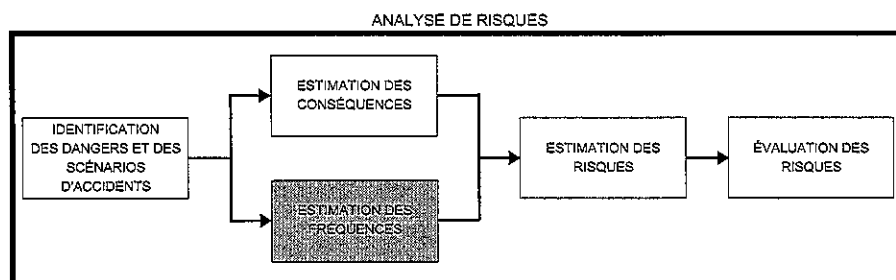 ANALYSE DE RISQUES
IDENTIFICATION
DES DANGERS ET DES
SCÉNARIOS
D'ACCIDENTS
ESTIMATION DES
CONSÉQUENCES
ESTIMATION DES
FRÉQUENCES
ESTIMATION DES
RISQUES
ÉVALUATION DES
RISQUES